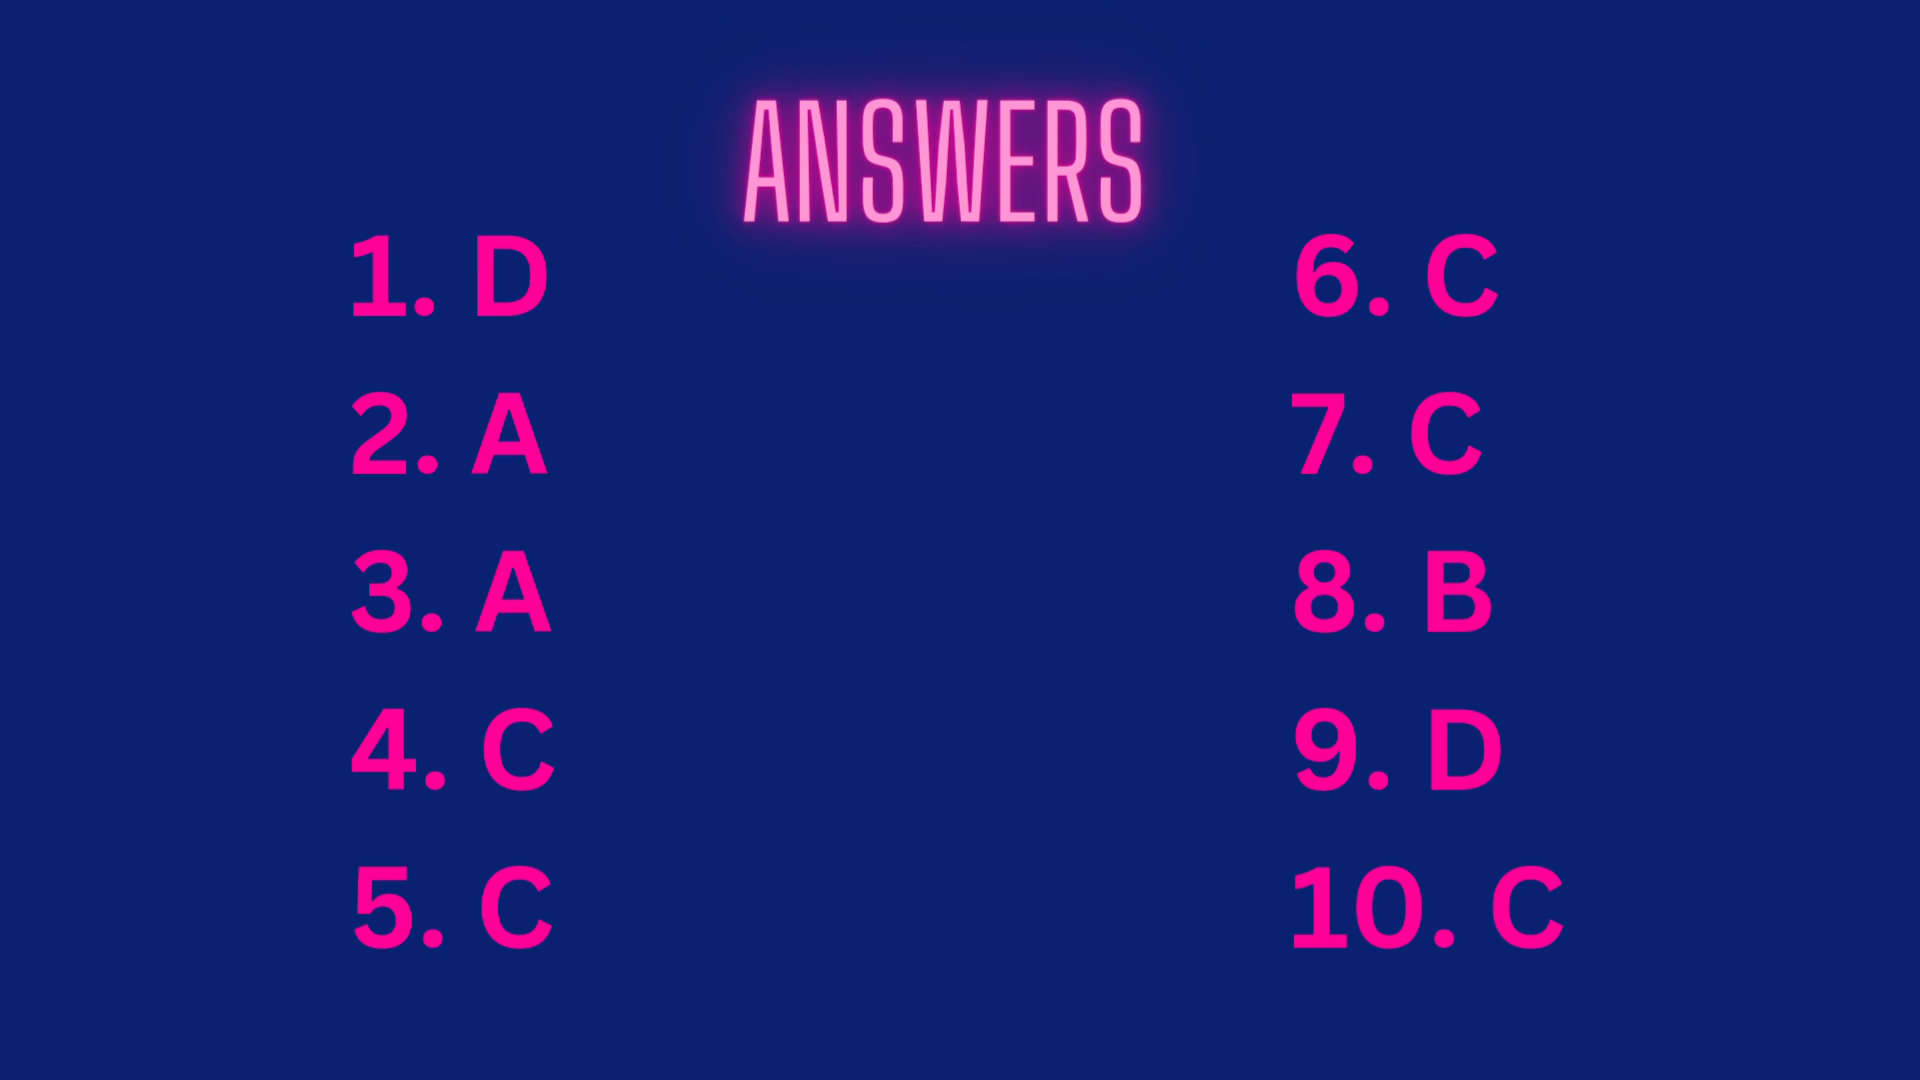 ANSWERS
1. D
2. A
3. A
4. C
5. C
6. C
7. C
8. B
9. D
10. C